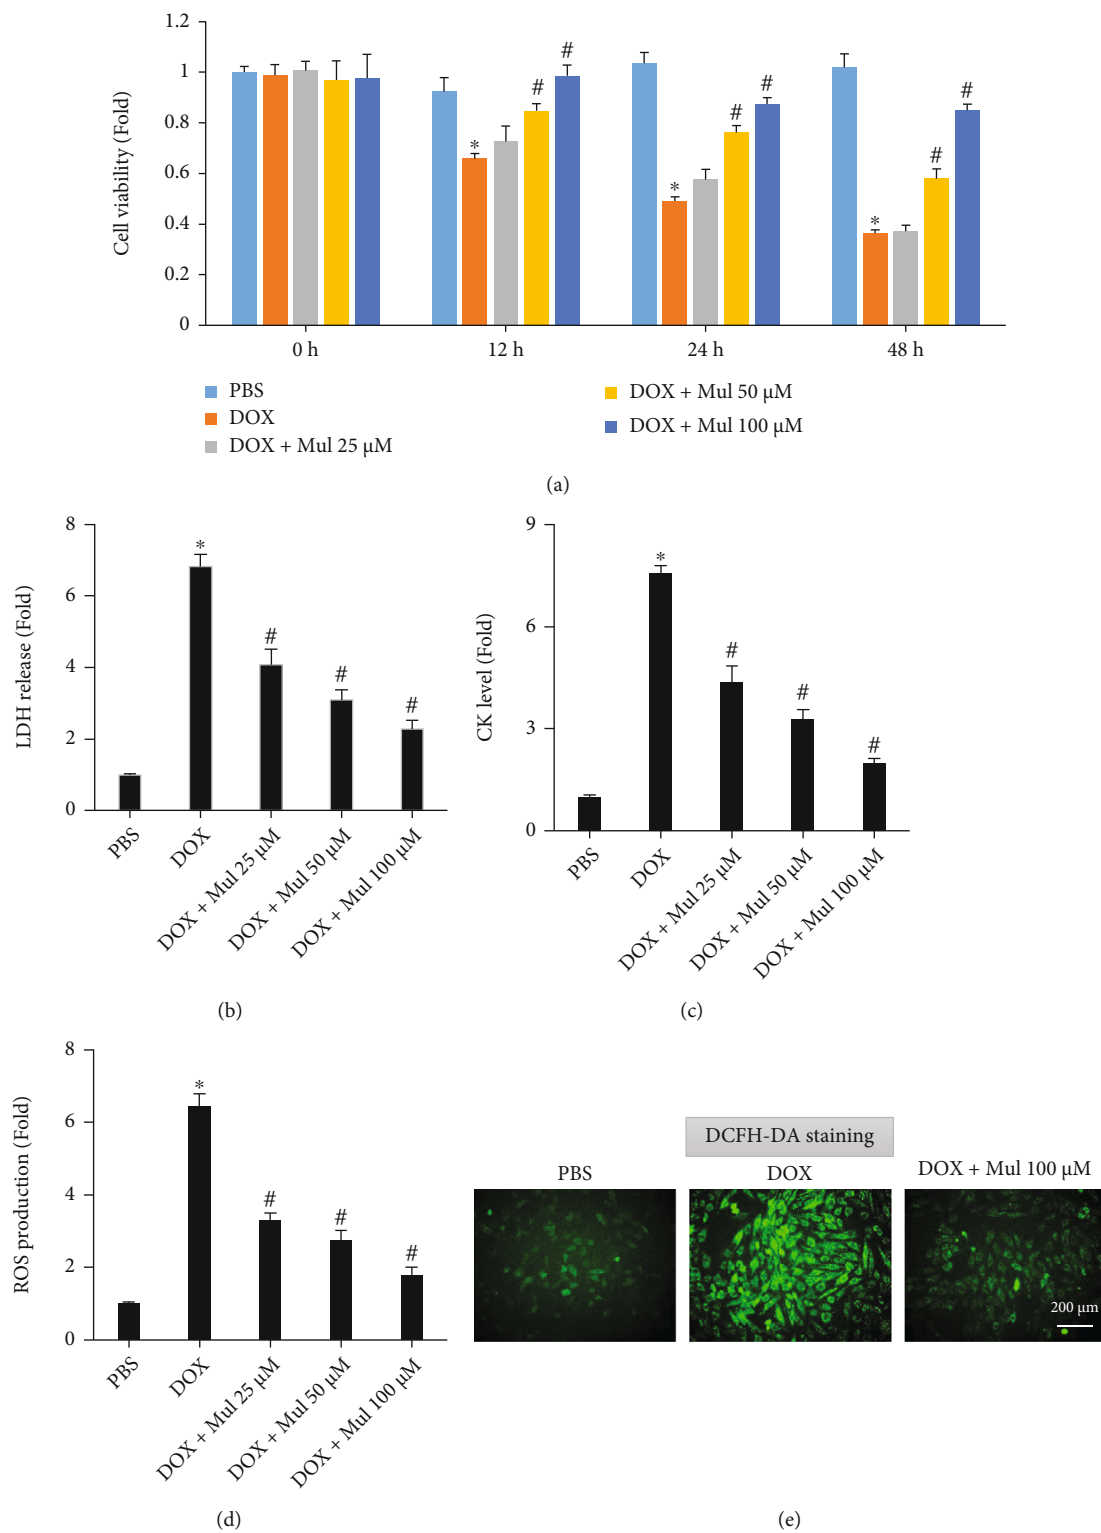 1.2
1
0.8
0.6
0.4
0.2
0
Cell viability (Fold)
* # #
* # #
* # #
0 h 12 h 24 h 48 h
PBS
DOX
DOX + Mul 25 μM
DOX + Mul 50 μM
DOX + Mul 100 μM
(a)
8
6
4
2
0
LDH release (Fold)
* # # #
PBS
DOX
DOX + Mul 25 μM
DOX + Mul 50 μM
DOX + Mul 100 μM
(b)
9
6
3
0
CK level (Fold)
* # # #
PBS
DOX
DOX + Mul 25 μM
DOX + Mul 50 μM
DOX + Mul 100 μM
(c)
8
6
4
2
0
ROS production (Fold)
* # # #
PBS
DOX
DOX + Mul 25 μM
DOX + Mul 50 μM
DOX + Mul 100 μM
(d)
DCFH-DA staining
PBS DOX DOX + Mul 100 μM
200 μm
(e)